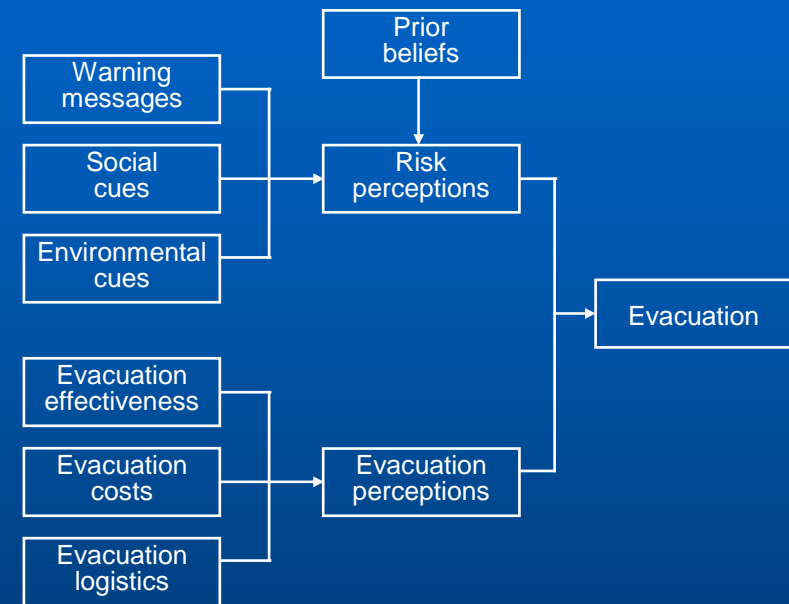 Prior
beliefs
Warning
messages
Social
cues
Risk
perceptions
Environmental
cues
Evacuation
Evacuation
effectiveness
Evacuation
costs
Evacuation
perceptions
Evacuation
logistics